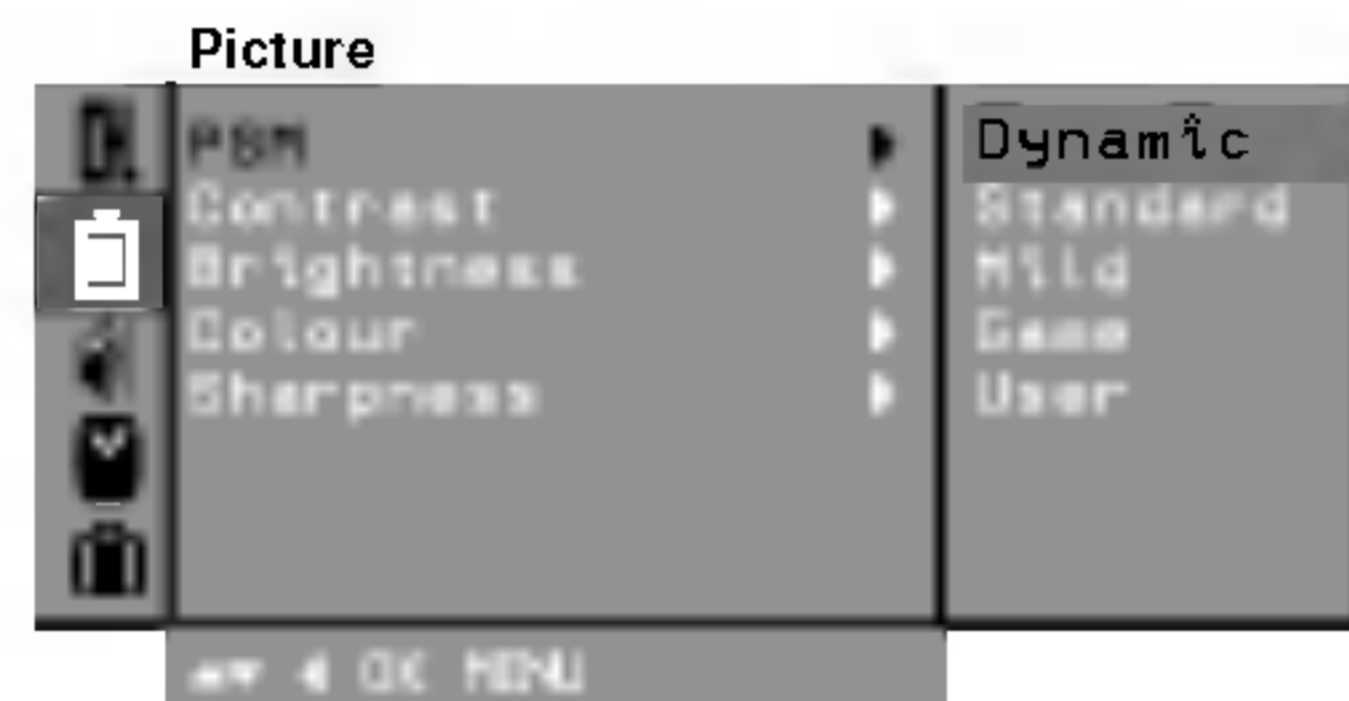 Picture
PSM
Contrast
Brightness
Colour
Sharpness
Dynamic
Standard
Mild
Game
User
OK MENU